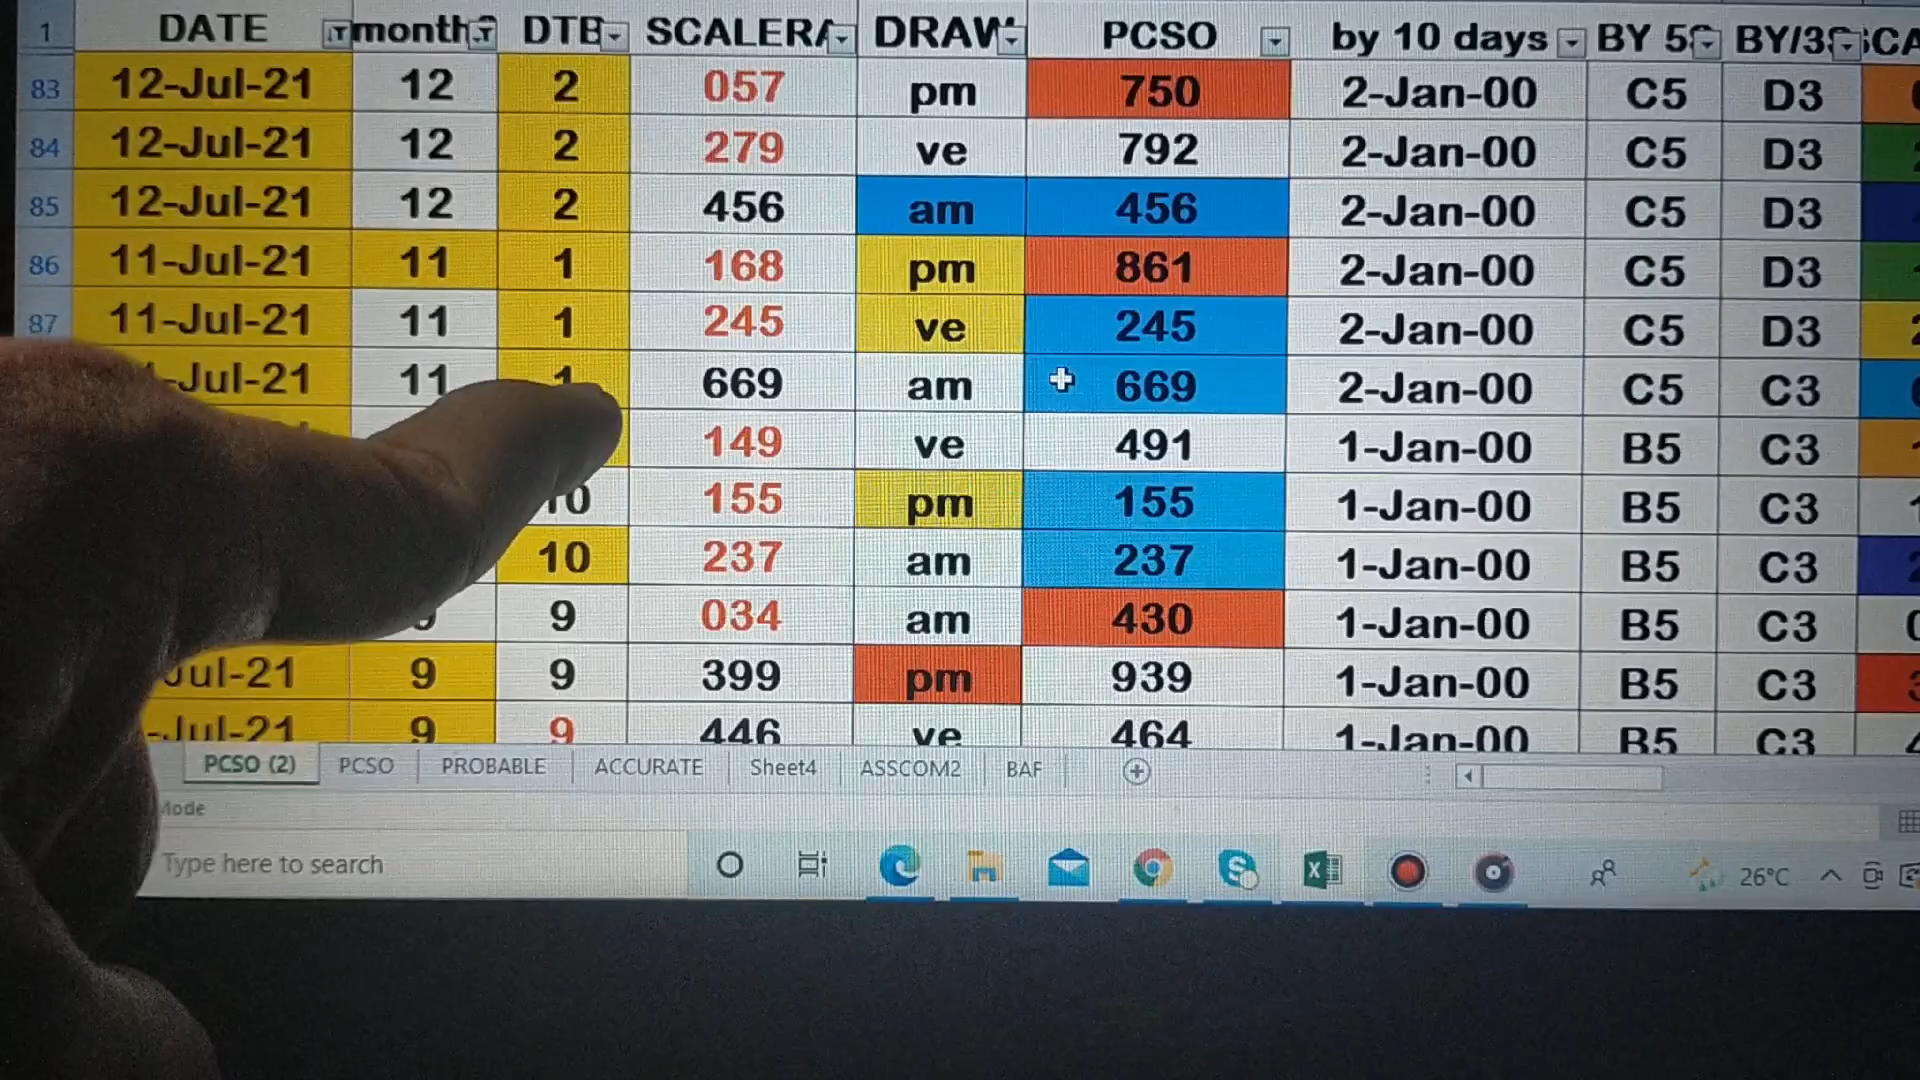 1 DATE month DTB SCALERA DRAW PCSO by 10 days BY 5 BY/3 SCA
83 12-Jul-21 12 2 057 pm 750 2-Jan-00 C5 D3
84 12-Jul-21 12 2 279 ve 792 2-Jan-00 C5 D3
85 12-Jul-21 12 2 456 am 456 2-Jan-00 C5 D3
86 11-Jul-21 11 1 168 pm 861 2-Jan-00 C5 D3
87 11-Jul-21 11 1 245 ve 245 2-Jan-00 C5 D3
-Jul-21 11 1 669 am 669 2-Jan-00 C5 C3
149 ve 491 1-Jan-00 B5 C3
10 155 pm 155 1-Jan-00 B5 C3
10 237 am 237 1-Jan-00 B5 C3
9 034 am 430 1-Jan-00 B5 C3
Jul-21 9 9 399 pm 939 1-Jan-00 B5 C3
-Jul-21 9 9 446 ve 464 1-Jan-00 B5 C3
PCSO (2) PCSO PROBABLE ACCURATE Sheet4 ASSCOM2 BAF
Mode
Type here to search 26°C